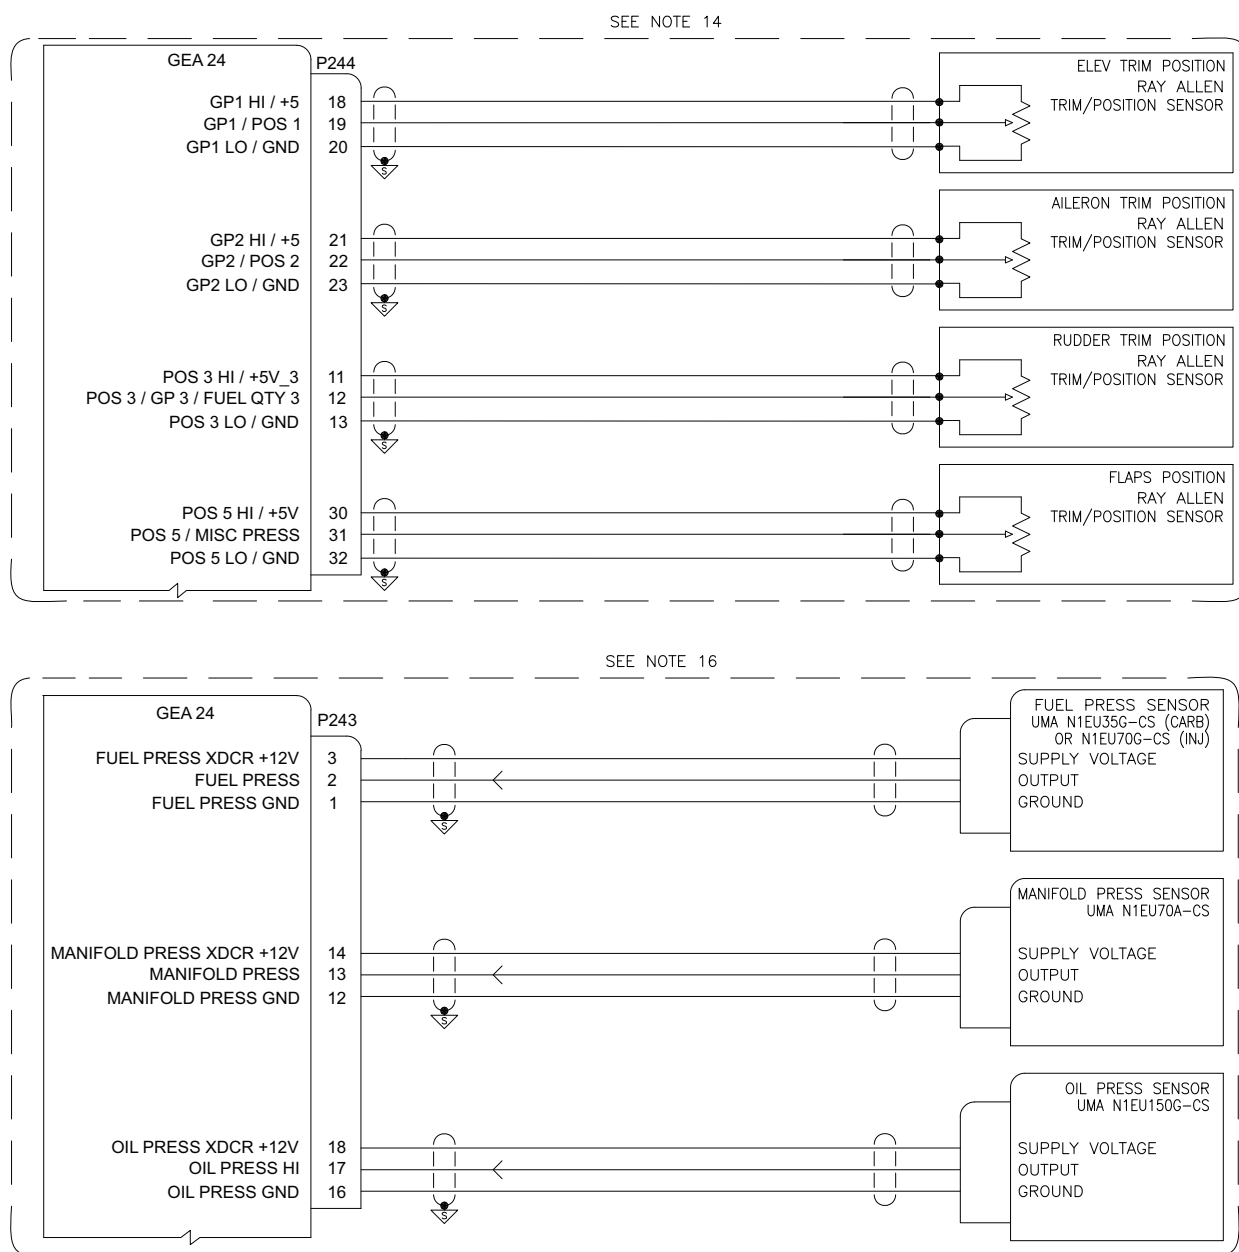 SEE NOTE 14
GEA 24
P244
GP1 HI / +5 18
GP1 / POS 1 19
GP1 LO / GND 20
S
ELEV TRIM POSITION
RAY ALLEN
TRIM/POSITION SENSOR
GP2 HI / +5 21
GP2 / POS 2 22
GP2 LO / GND 23
S
AILERON TRIM POSITION
RAY ALLEN
TRIM/POSITION SENSOR
POS 3 HI / +5V_3 11
POS 3 / GP 3 / FUEL QTY 3 12
POS 3 LO / GND 13
S
RUDDER TRIM POSITION
RAY ALLEN
TRIM/POSITION SENSOR
POS 5 HI / +5V 30
POS 5 / MISC PRESS 31
POS 5 LO / GND 32
S
FLAPS POSITION
RAY ALLEN
TRIM/POSITION SENSOR
SEE NOTE 16
GEA 24
P243
FUEL PRESS XDCR +12V 3
FUEL PRESS 2
FUEL PRESS GND 1
S
FUEL PRESS SENSOR
UMA N1EU35G-CS (CARB)
OR N1EU70G-CS (INJ)
SUPPLY VOLTAGE
OUTPUT
GROUND
MANIFOLD PRESS XDCR +12V 14
MANIFOLD PRESS 13
MANIFOLD PRESS GND 12
S
MANIFOLD PRESS SENSOR
UMA N1EU70A-CS
SUPPLY VOLTAGE
OUTPUT
GROUND
OIL PRESS XDCR +12V 18
OIL PRESS HI 17
OIL PRESS GND 16
S
OIL PRESS SENSOR
UMA N1EU150G-CS
SUPPLY VOLTAGE
OUTPUT
GROUND